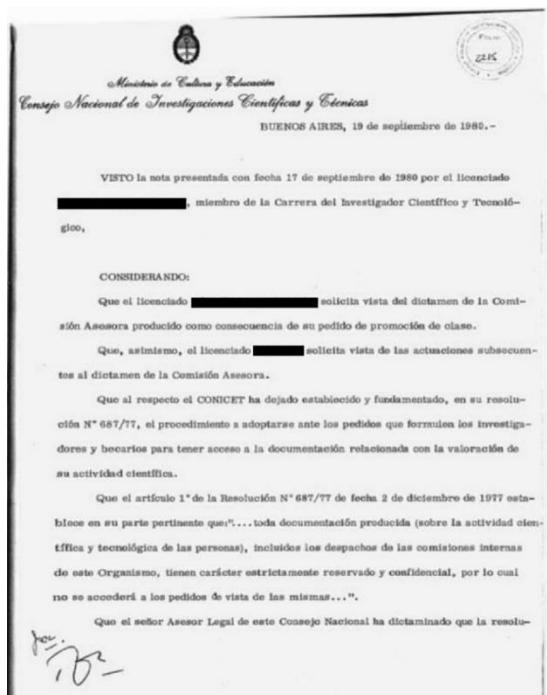 FOLIO
2215
Ministerio de Cultura y Educación
Consejo Nacional de Investigaciones Científicas y Técnicas
BUENOS AIRES, 19 de septiembre de 1980.-
VISTO la nota presentada con fecha 17 de septiembre de 1980 por el licenciado
, miembro de la Carrera del Investigador Científico y Tecnoló-
gico,
CONSIDERANDO:
Que el licenciado solicita vista del dictamen de la Comi-
sión Asesora producido como consecuencia de su pedido de promoción de clase.
Que, asimismo, el licenciado solicita vista de las actuaciones subsecuen-
tes al dictamen de la Comisión Asesora.
Que al respecto el CONICET ha dejado establecido y fundamentado, en su resolu-
ción N° 687/77, el procedimiento a adoptarse ante los pedidos que formulen los investiga-
dores y becarios para tener acceso a la documentación relacionada con la valoración de
su actividad científica.
Que el artículo 1° de la Resolución N° 687/77 de fecha 2 de diciembre de 1977 esta-
blece en su parte pertinente que:"....toda documentación producida (sobre la actividad cien-
tífica y tecnológica de las personas), incluídos los despachos de las comisiones internas
de este Organismo, tienen carácter estrictamente reservado y confidencial, por lo cual
no se accederá a los pedidos de vista de las mismas...".
Que el señor Asesor Legal de este Consejo Nacional ha dictaminado que la resolu-